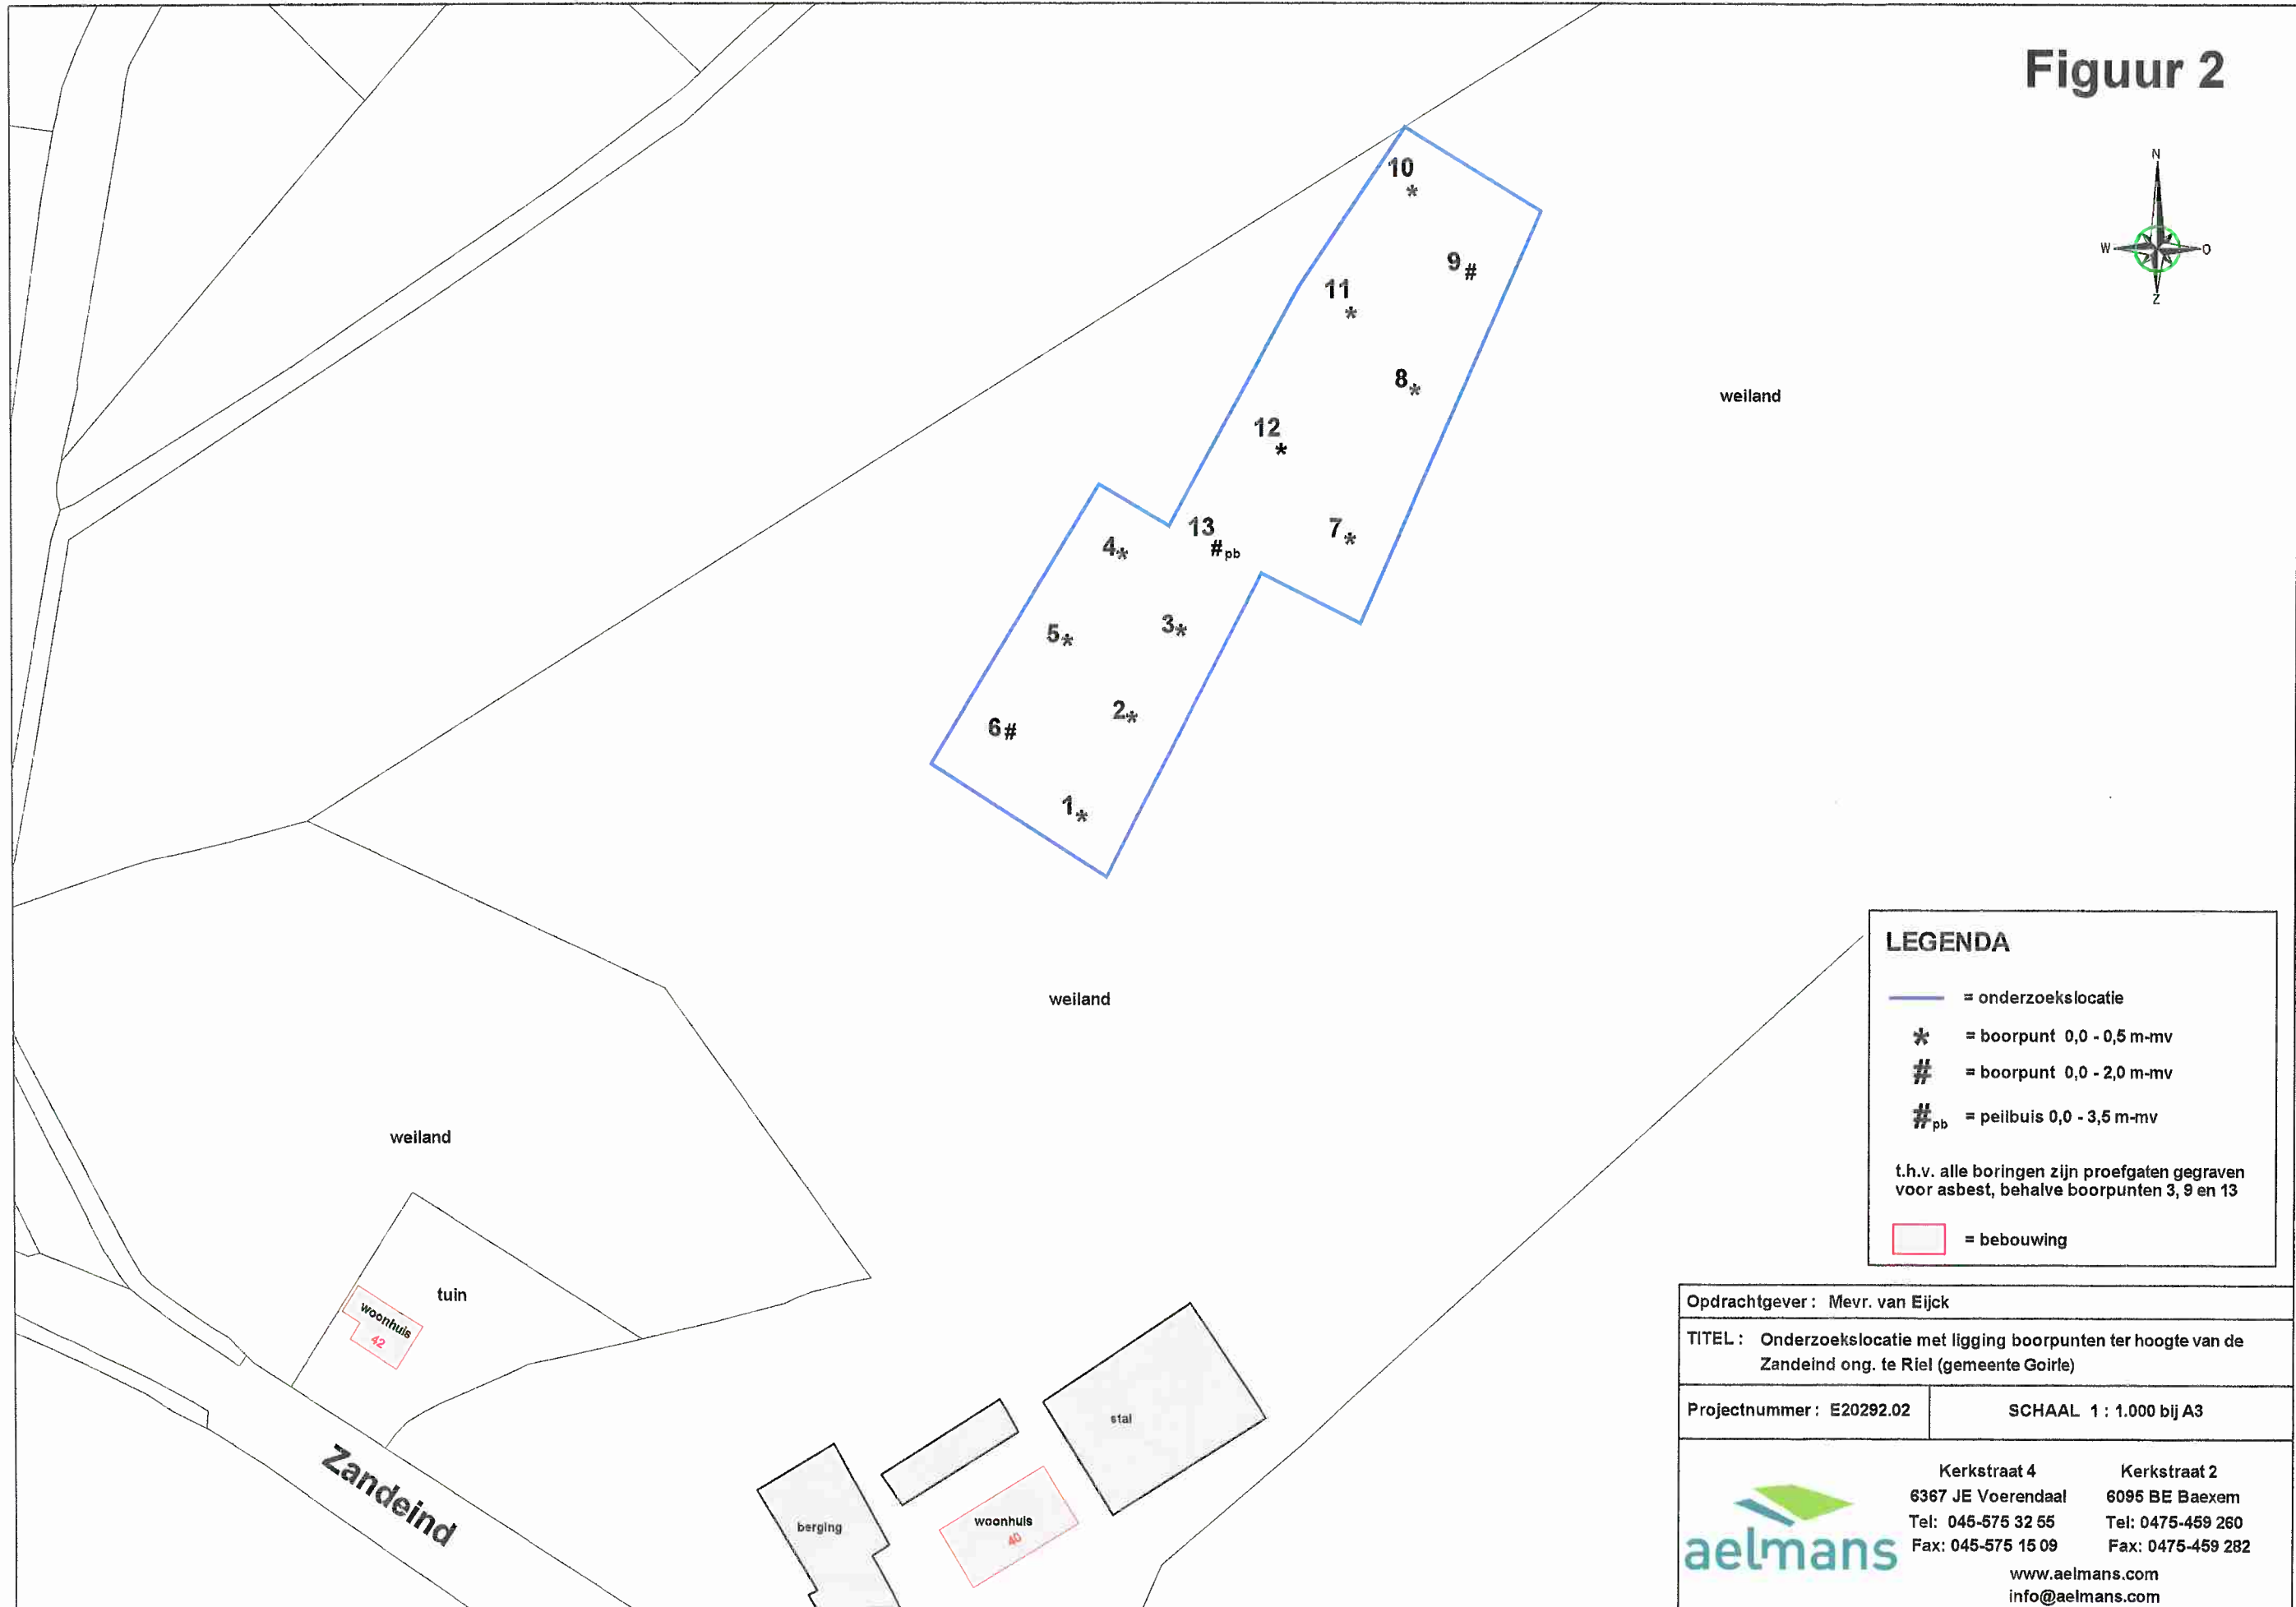 Figuur 2
N
W
O
Z
10
9 #
*
11
*
8 *
weiland
12
*
13
# pb
7 *
4 *
5 *
3 *
6 #
2 *
1 *
weiland
weiland
tuin
woonhuis
42
Zandeind
stal
berging
woonhuis
40
LEGENDA
= onderzoekslocatie
* = boorpunt 0,0 - 0,5 m-mv
# = boorpunt 0,0 - 2,0 m-mv
# pb = peilbuis 0,0 - 3,5 m-mv
t.h.v. alle boringen zijn proefgaten gegraven
voor asbest, behalve boorpunten 3, 9 en 13
= bebouwing
Opdrachtgever : Mevr. van Eijck
TITEL : Onderzoekslocatie met ligging boorpunten ter hoogte van de
Zandeind ong. te Riel (gemeente Goirle)
Projectnummer : E20292.02
SCHAAL 1 : 1.000 bij A3
aelmans
Kerkstraat 4
6367 JE Voerendaal
Tel: 045-575 32 55
Fax: 045-575 15 09
Kerkstraat 2
6095 BE Baexem
Tel: 0475-459 260
Fax: 0475-459 282
www.aelmans.com
info@aelmans.com